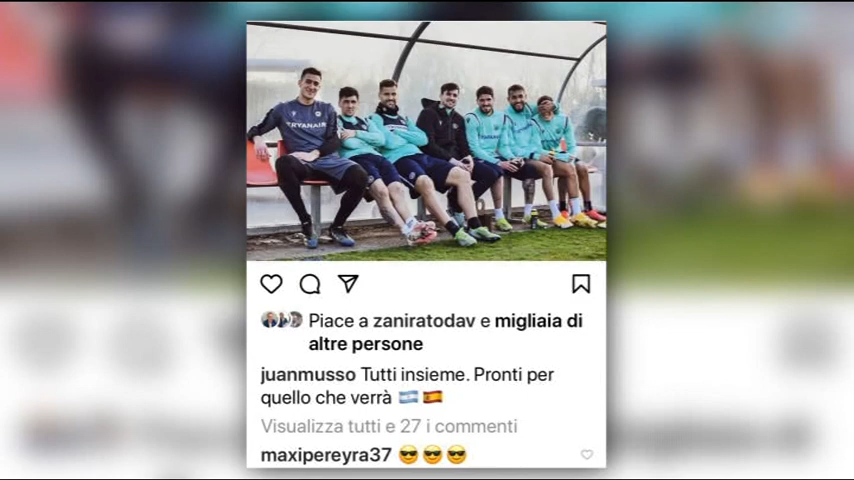 RYANAIR
Piace a zaniratodav e migliaia di
altre persone
juanmusso Tutti insieme. Pronti per
quello che verrà 🇦🇷🇪🇸
Visualizza tutti e 27 i commenti
maxipereyra37 😎😎😎